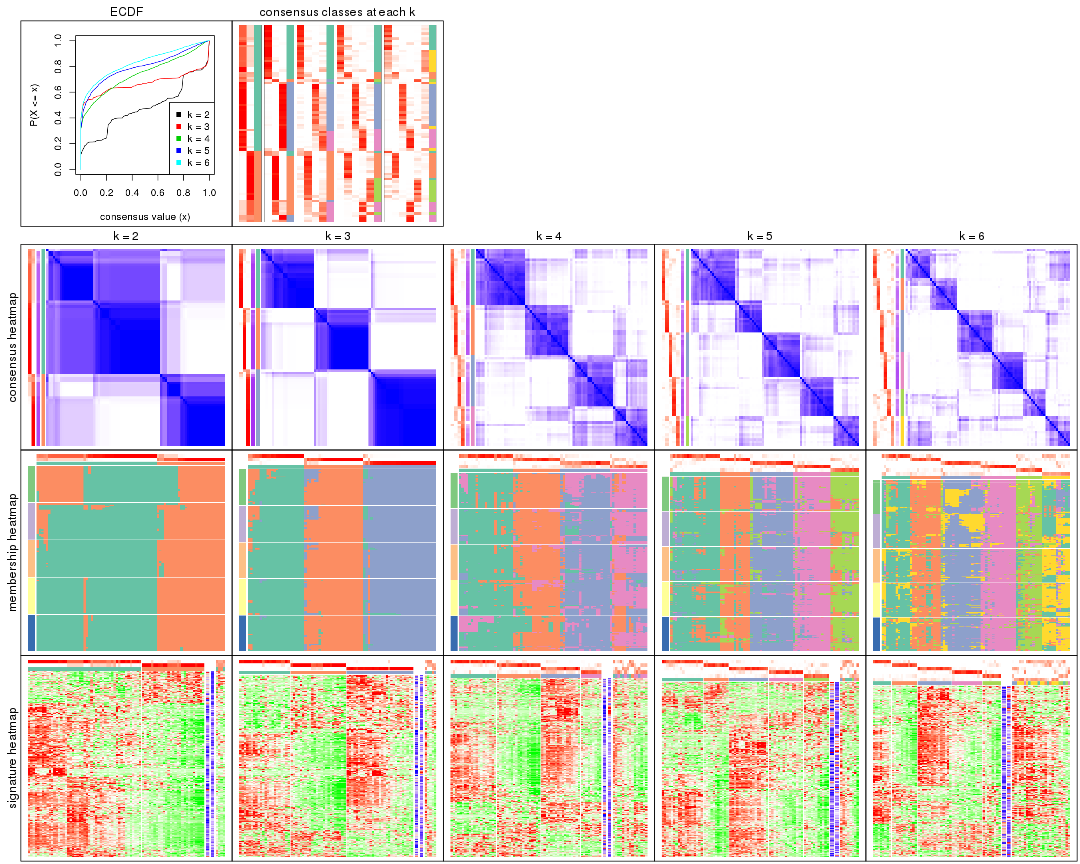 ECDF
consensus classes at each k
P(X <= x)
0.0
0.2
0.4
0.6
0.8
1.0
k = 2
k = 3
k = 4
k = 5
k = 6
0.0 0.2 0.4 0.6 0.8 1.0
consensus value (x)
k = 2
k = 3
k = 4
k = 5
k = 6
consensus heatmap
membership heatmap
signature heatmap